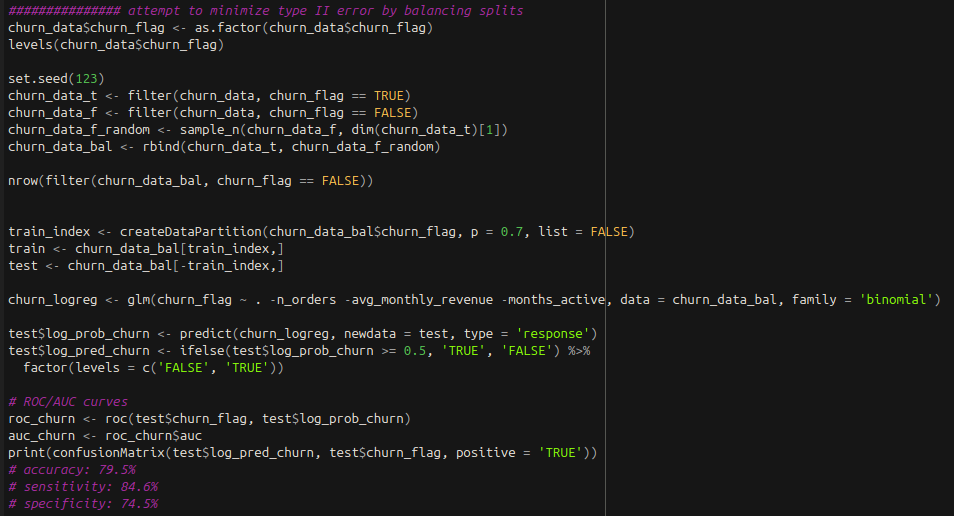 ############### attempt to minimize type II error by balancing splits
churn_data$churn_flag <- as.factor(churn_data$churn_flag)
levels(churn_data$churn_flag)
set.seed(123)
churn_data_t <- filter(churn_data, churn_flag == TRUE)
churn_data_f <- filter(churn_data, churn_flag == FALSE)
churn_data_f_random <- sample_n(churn_data_f, dim(churn_data_t)[1])
churn_data_bal <- rbind(churn_data_t, churn_data_f_random)
nrow(filter(churn_data_bal, churn_flag == FALSE))
train_index <- createDataPartition(churn_data_bal$churn_flag, p = 0.7, list = FALSE)
train <- churn_data_bal[train_index,]
test <- churn_data_bal[-train_index,]
churn_logreg <- glm(churn_flag ~ . -n_orders -avg_monthly_revenue -months_active, data = churn_data_bal, family = 'binomial')
test$log_prob_churn <- predict(churn_logreg, newdata = test, type = 'response')
test$log_pred_churn <- ifelse(test$log_prob_churn >= 0.5, 'TRUE', 'FALSE') %>%
  factor(levels = c('FALSE', 'TRUE'))
# ROC/AUC curves
roc_churn <- roc(test$churn_flag, test$log_prob_churn)
auc_churn <- roc_churn$auc
print(confusionMatrix(test$log_pred_churn, test$churn_flag, positive = 'TRUE'))
# accuracy: 79.5%
# sensitivity: 84.6%
# specificity: 74.5%